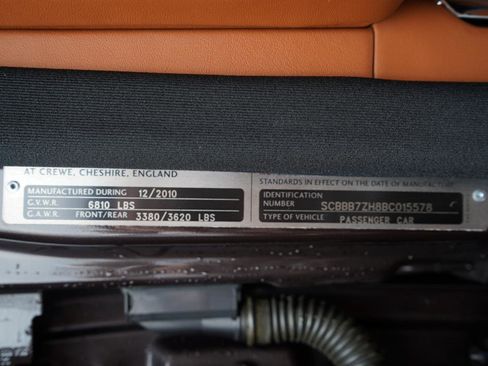 AT CREWE, CHESHIRE, ENGLAND
MANUFACTURED DURING 12/2010
G.V.W.R. 6810 LBS
G.A.W.R. FRONT/REAR 3380/3620 LBS
STANDARDS IN EFFECT ON THE DATE OF MANUFACTURE
IDENTIFICATION
NUMBER SCBBB7ZH8BC015578
TYPE OF VEHICLE PASSENGER CAR